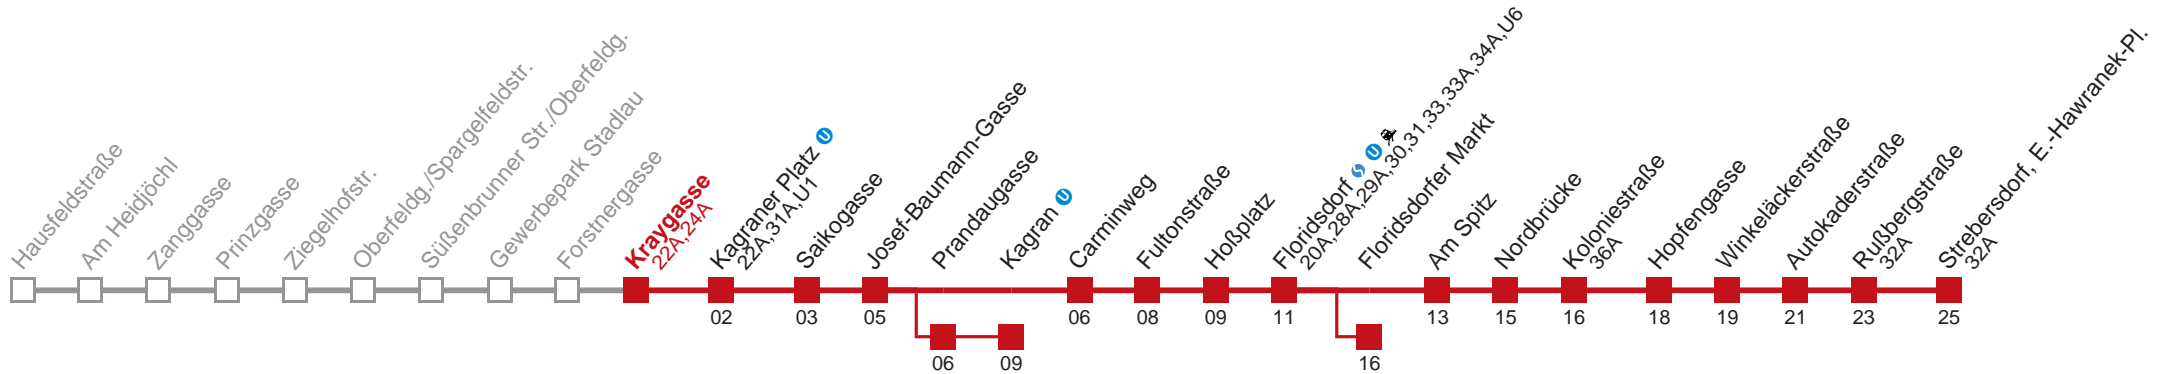 Hausfeldstraße
Am Heidjöchl
Zanggasse
Prinzgasse
Ziegelhofstr.
Oberfeldg./Spargelfeldstr.
Süßenbrunner Str./Oberfeldg.
Gewerbepark Stadlau
Forstnergasse
Kraygasse
22A,24A
Kagraner Platz U
22A,31A,U1
Saikogasse
Josef-Baumann-Gasse
Prandaugasse
Kagran U
Carminweg
Fultonstraße
Hoßplatz
Floridsdorf S U
20A,28A,29A,30,31,33,33A,34A,U6
Floridsdorfer Markt
Am Spitz
Nordbrücke
Koloniestraße
36A
Hopfengasse
Winkeläckerstraße
Autokaderstraße
Rußbergstraße
32A
Strebersdorf, E.-Hawranek-Pl.
32A
02 03 05 06 08 09 11 13 15 16 18 19 21 23 25
06 09 16